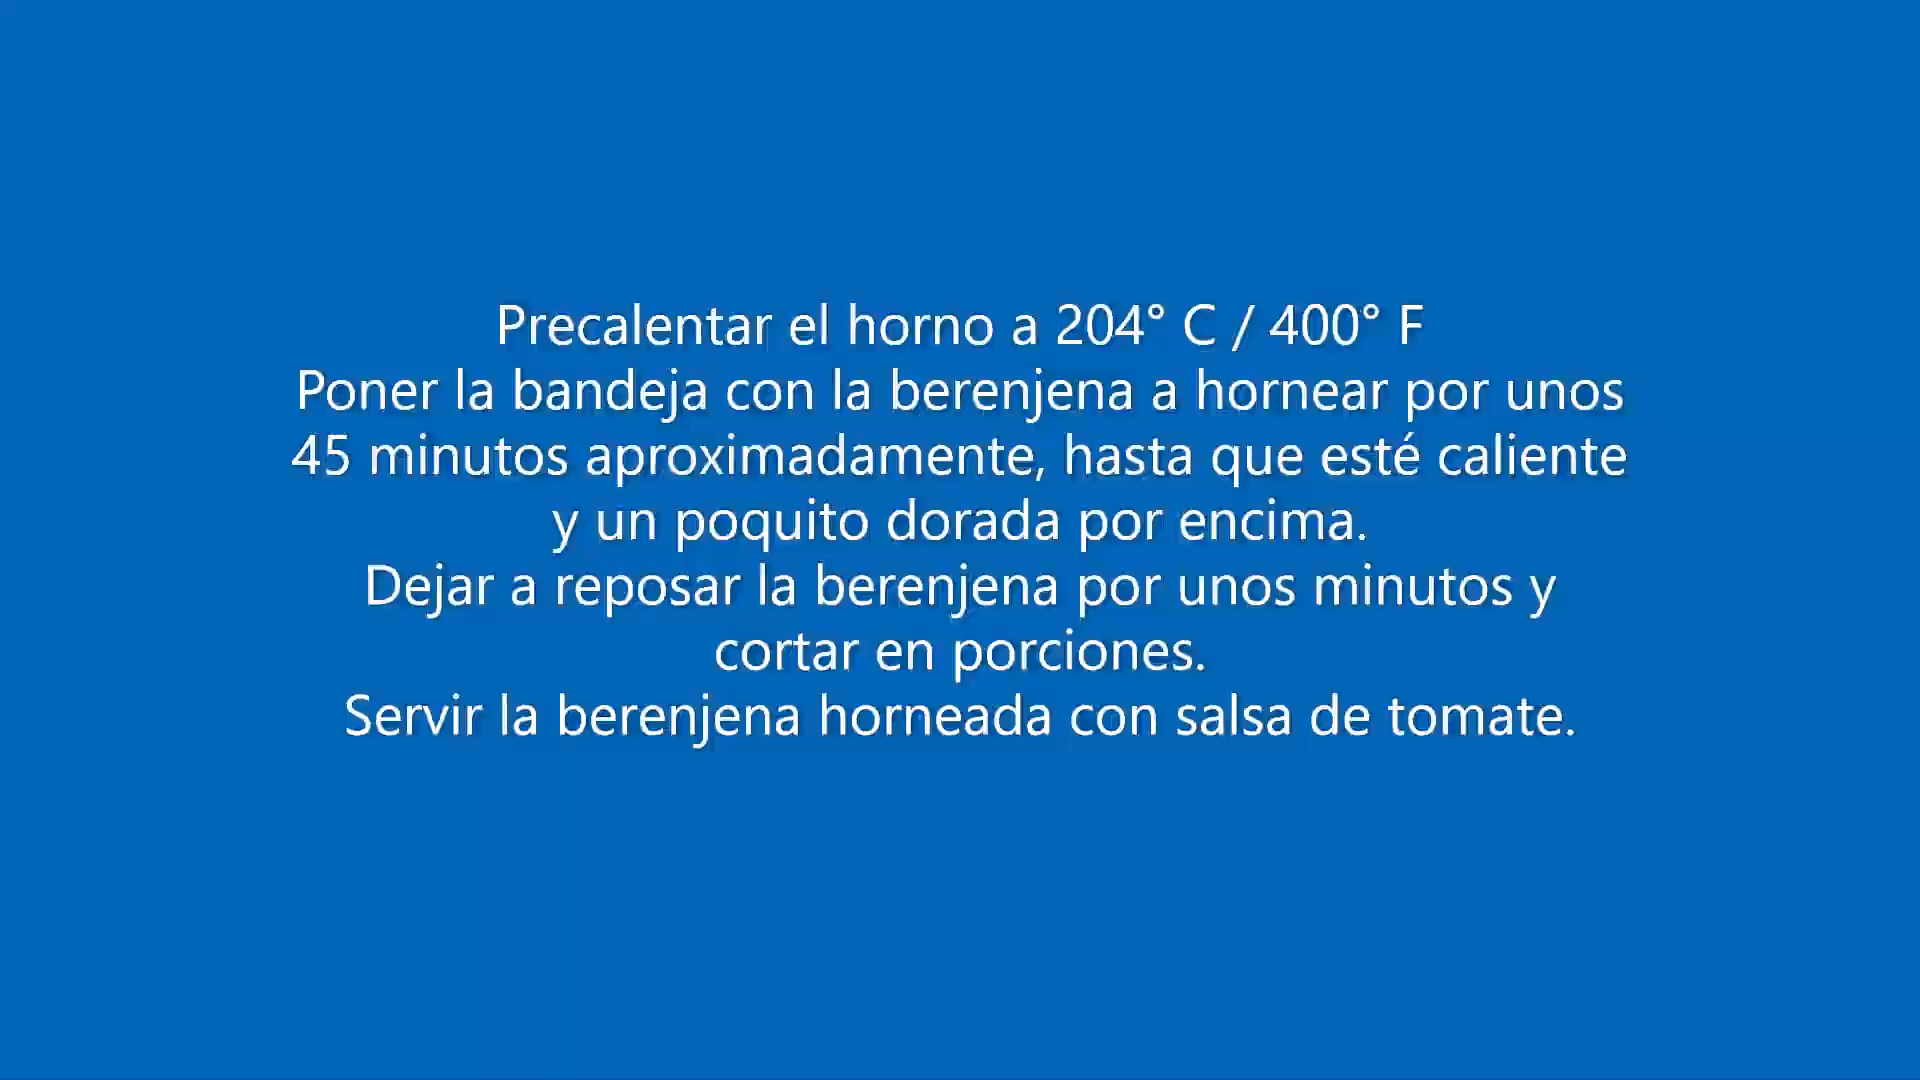 Precalentar el horno a 204° C / 400° F
Poner la bandeja con la berenjena a hornear por unos
45 minutos aproximadamente, hasta que esté caliente
y un poquito dorada por encima.
Dejar a reposar la berenjena por unos minutos y
cortar en porciones.
Servir la berenjena horneada con salsa de tomate.